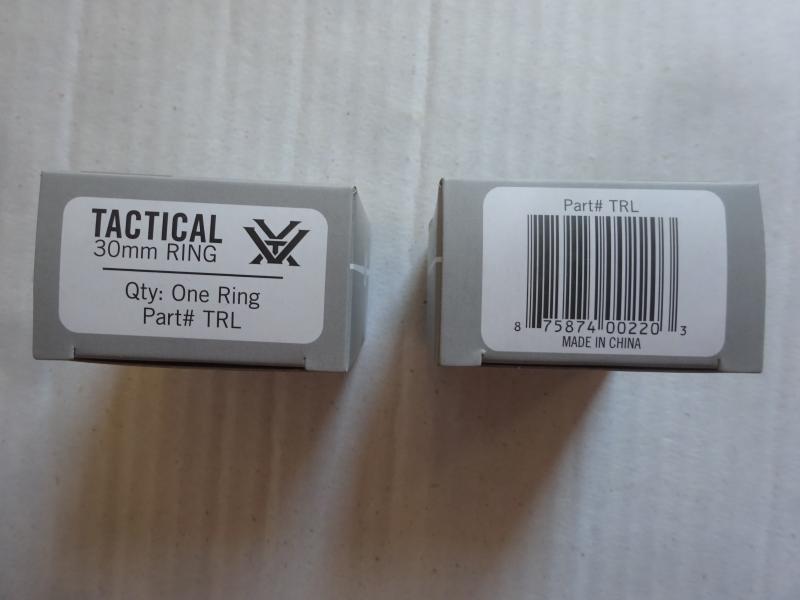 TACTICAL
30mm RING
Qty: One Ring
Part# TRL
Part# TRL
8 75874 00220 3
MADE IN CHINA